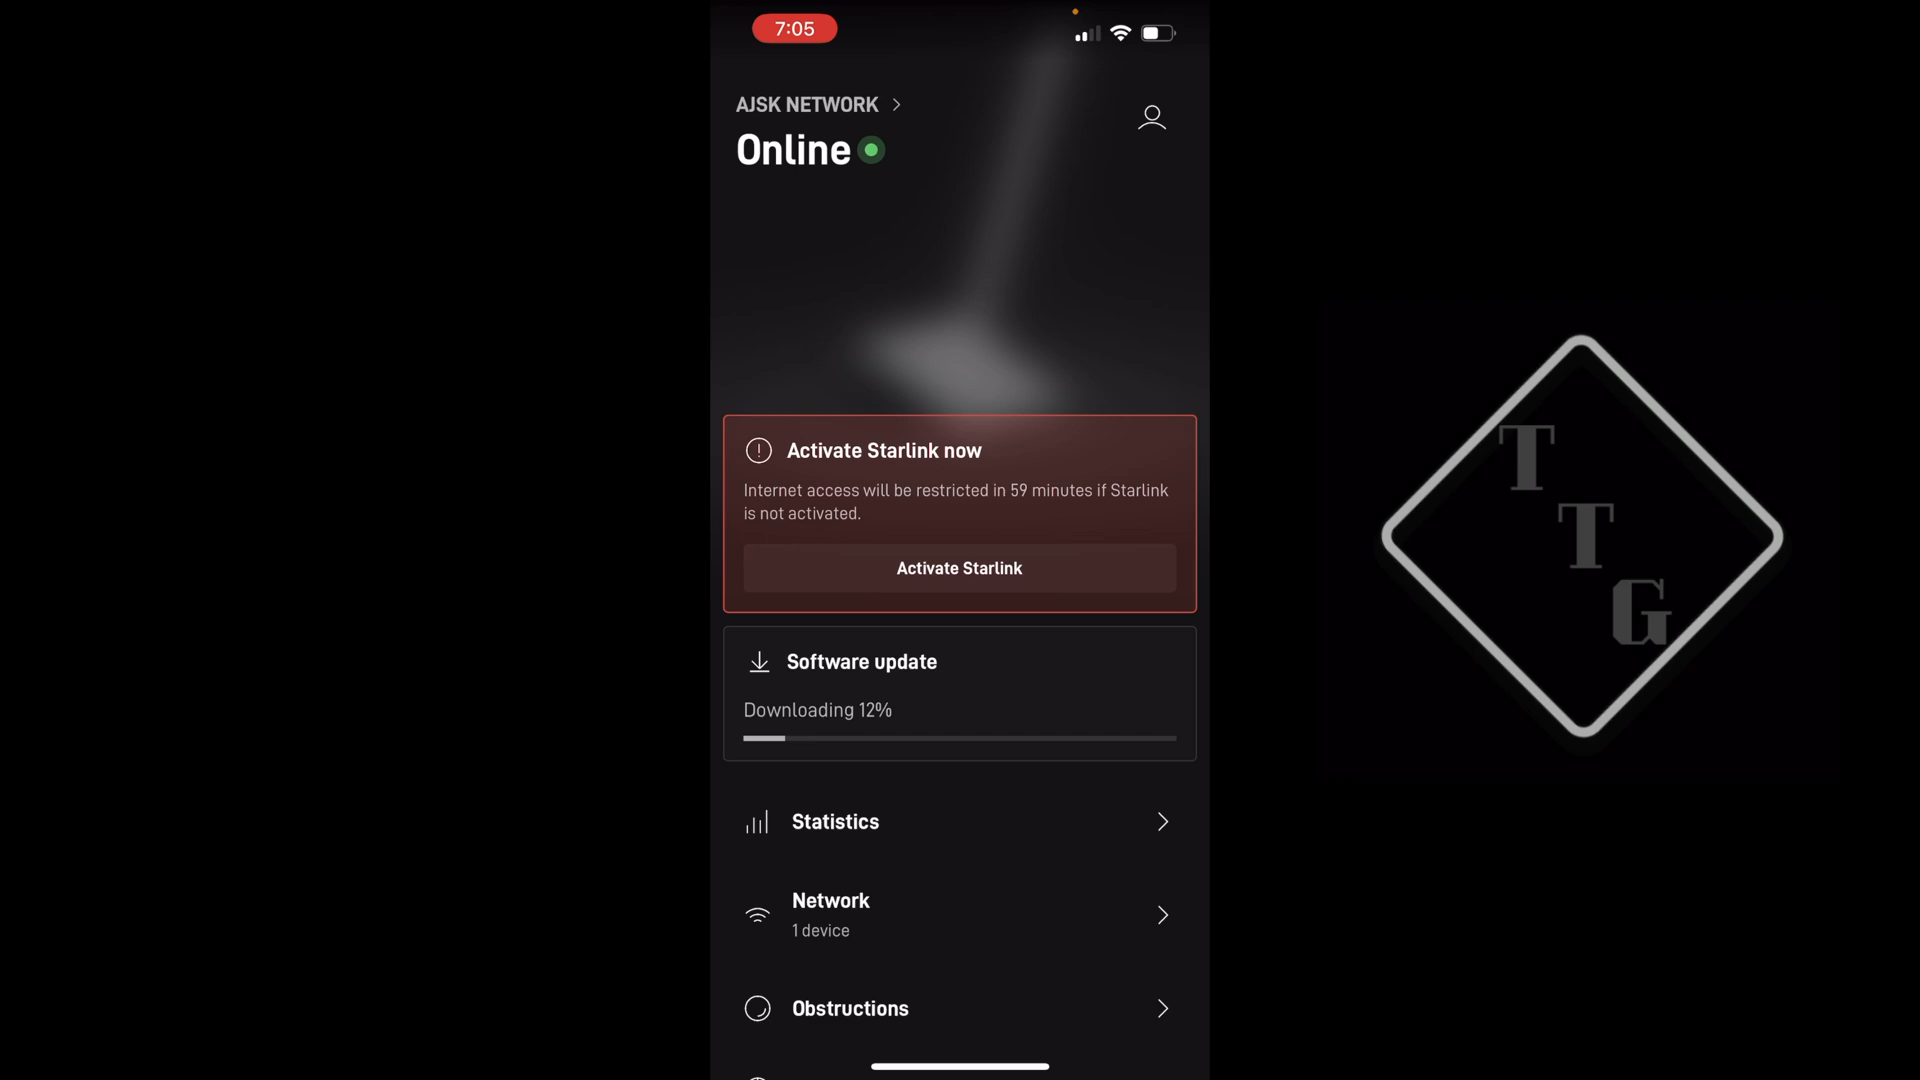 7:05
AJSK NETWORK
Online
Activate Starlink now
Internet access will be restricted in 59 minutes if Starlink
is not activated.
Activate Starlink
Software update
Downloading 12%
Statistics
Network
1 device
Obstructions
T
T
G